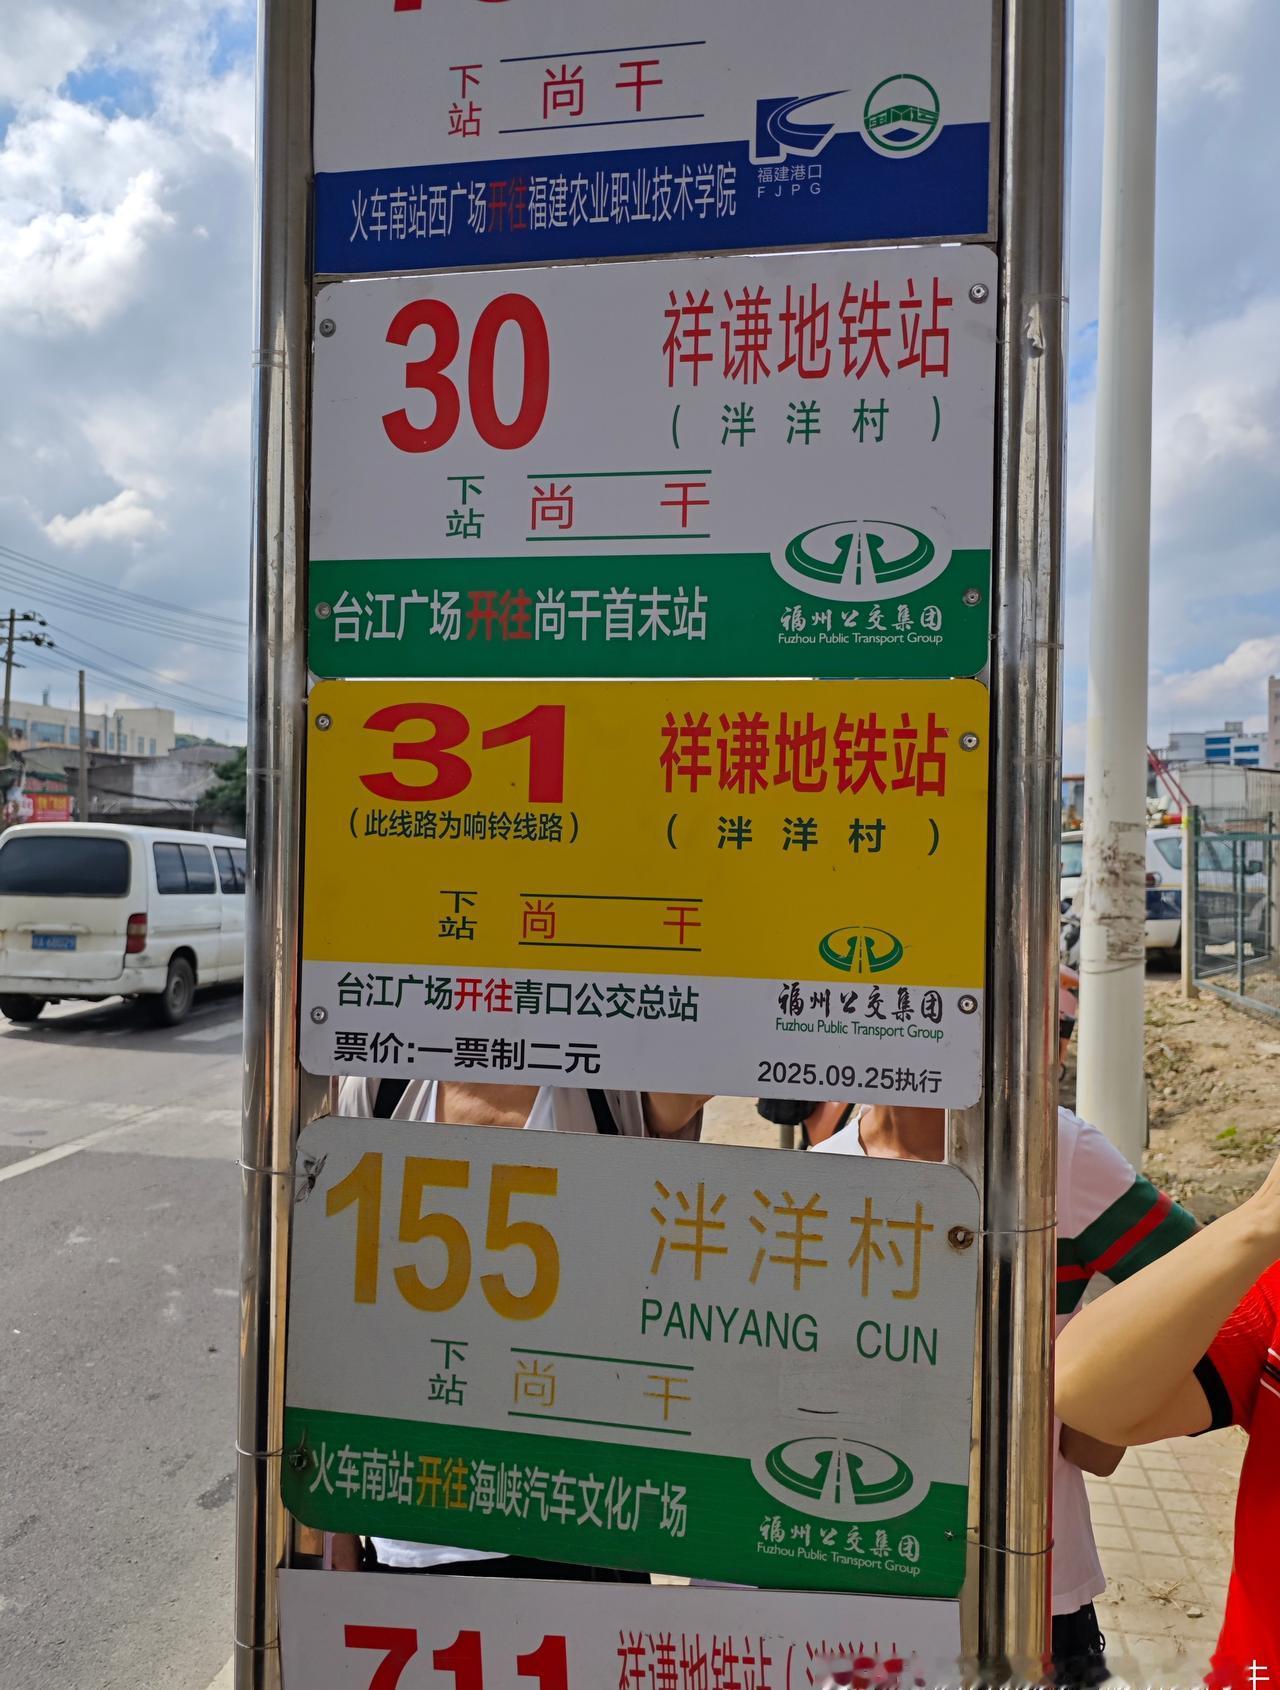 下站 尚干
福建港口
FJPG
火车南站西广场开往福建农业职业技术学院
30 祥谦地铁站
(泮洋村)
下站 尚干
台江广场开往尚干首末站
福州公交集团
Fuzhou Public Transport Group
31 祥谦地铁站
(此线路为响铃线路) (泮洋村)
下站 尚干
台江广场开往青口公交总站
福州公交集团
Fuzhou Public Transport Group
票价:一票制二元
2025.09.25执行
155 泮洋村
PANYANG CUN
下站 尚干
火车南站开往海峡汽车文化广场
福州公交集团
Fuzhou Public Transport Group
711 祥谦地铁站(泮洋村